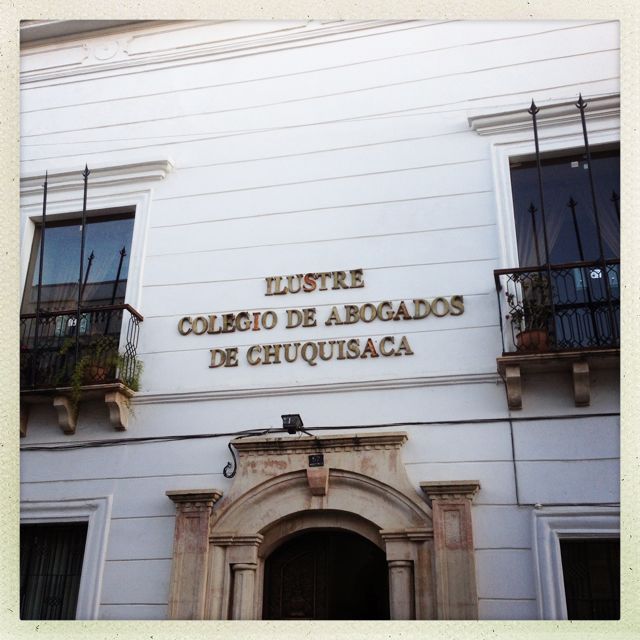 ILUSTRE
COLEGIO DE ABOGADOS
DE CHUQUISACA